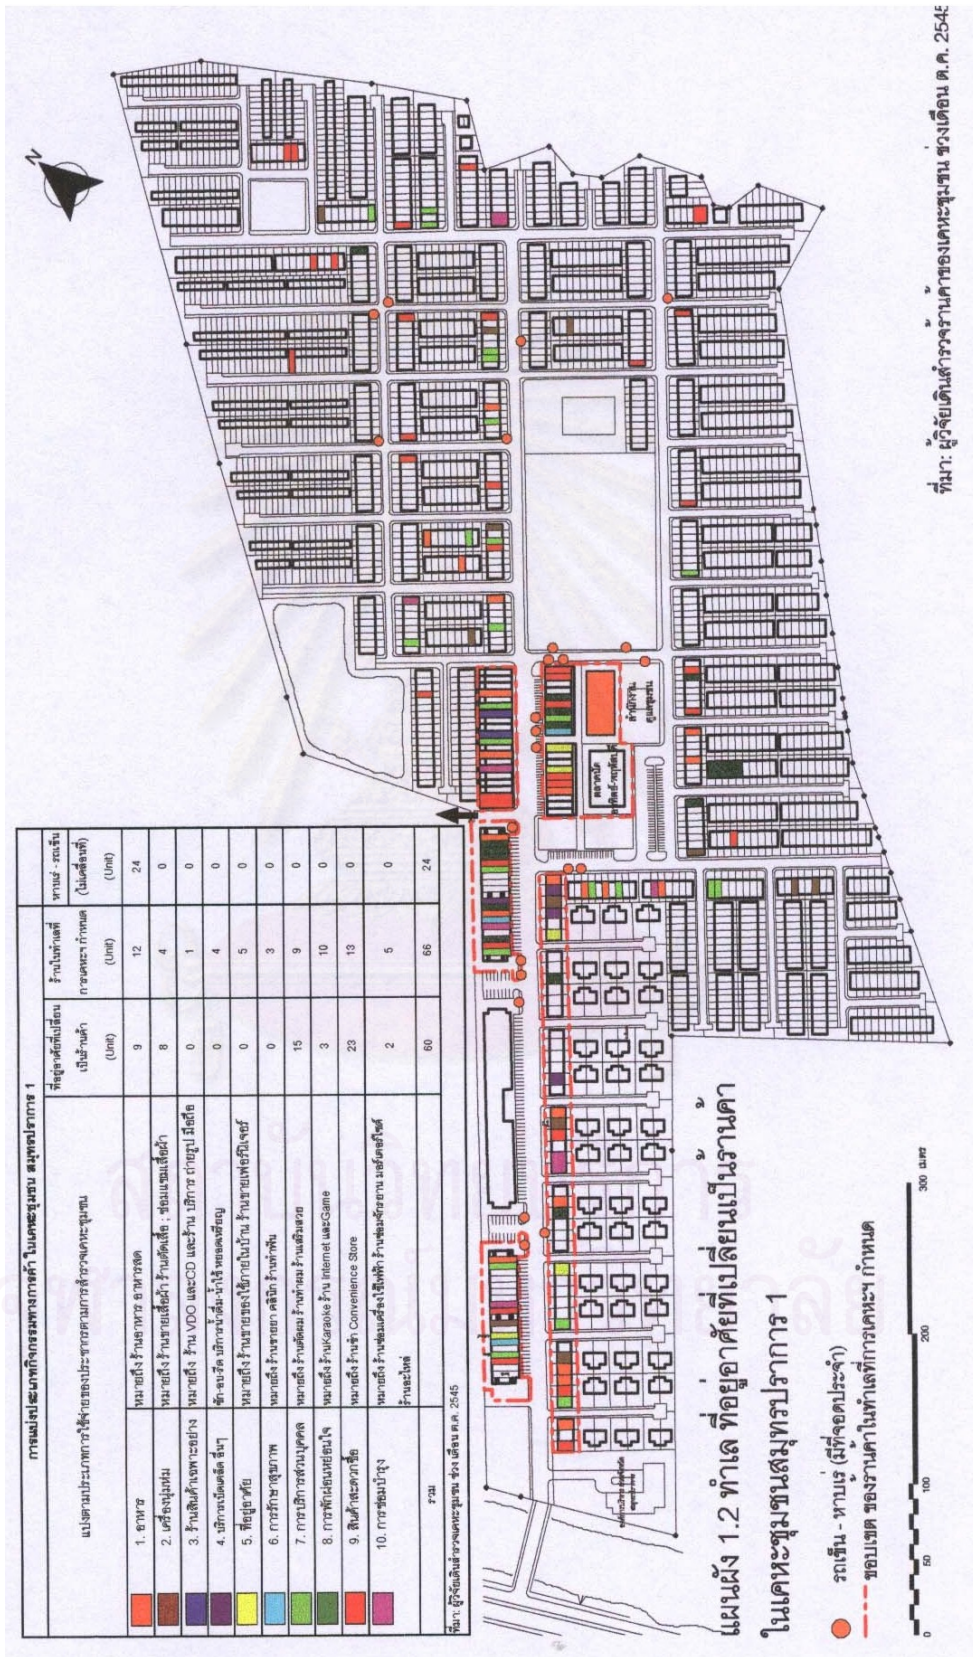 การแบ่งประเภทกิจกรรมทางการค้า ในเคหะชุมชน สมุทรปราการ 1
แบ่งตามประเภทการใช้จ่ายของประชากรตามการสำรวจเคหะชุมชน
ที่อยู่อาศัยที่เปลี่ยน
เป็นร้านค้า
(Unit)
ร้านในทำเลที่
การเคหะฯ กำหนด
(Unit)
หาบเร่ - รถเข็น
(ไม่เคลื่อนที่)
(Unit)
1. อาหาร หมายถึงร้านอาหาร อาหารสด 9 12 24
2. เครื่องนุ่งห่ม หมายถึงร้านขายเสื้อผ้า ร้านตัดเสื้อ ; ซ่อมแซมเสื้อผ้า 8 4 0
3. ร้านสินค้าเฉพาะอย่าง หมายถึง ร้าน VDO และCD และร้าน บริการ ถ่ายรูป มือถือ 0 1 0
4. บริการเบ็ดเตล็ด อื่นๆ ซัก-อบ-รีด บริการน้ำดื่ม-น้ำใช้ หยอดเหรียญ 0 4 0
5. ที่อยู่อาศัย หมายถึงร้านขายของใช้ภายในบ้าน ร้านขายเฟอร์นิเจอร์ 0 5 0
6. การรักษาสุขภาพ หมายถึง ร้านขายยา คลินิก ร้านทำฟัน 0 3 0
7. การบริการส่วนบุคคล หมายถึง ร้านตัดผม ร้านทำผม ร้านเสริมสวย 15 9 0
8. การพักผ่อนหย่อนใจ หมายถึง ร้านKaraoke ร้าน Internet และGame 3 10 0
9. สินค้าสะดวกซื้อ หมายถึง ร้านชำ Convenience Store 23 13 0
10. การซ่อมบำรุง หมายถึง ร้านซ่อมเครื่องใช้ไฟฟ้า ร้านซ่อมจักรยาน มอร์เตอร์ไซค์ 2 5 0
ร้านอะไหล่
รวม 60 66 24
ที่มา: ผู้วิจัยเดินสำรวจเคหะชุมชน ช่วง เดือน ต.ค. 2545
N
ตลาดนัด
สำนักงาน
ดูแลชุมชน
แผนผัง 1.2 ทำเล ที่อยู่อาศัยที่เปลี่ยนเป็นร้านค้า
ในเคหะชุมชนสมุทรปราการ 1
รถเข็น - หาบเร่ (มีที่จอดประจำ)
ขอบเขต ของร้านค้าในทำเลที่การเคหะฯ กำหนด
0 50 100 200 300 เมตร
ที่มา: ผู้วิจัยเดินสำรวจร้านค้าของเคหะชุมชน ช่วงเดือน ต.ค. 2545